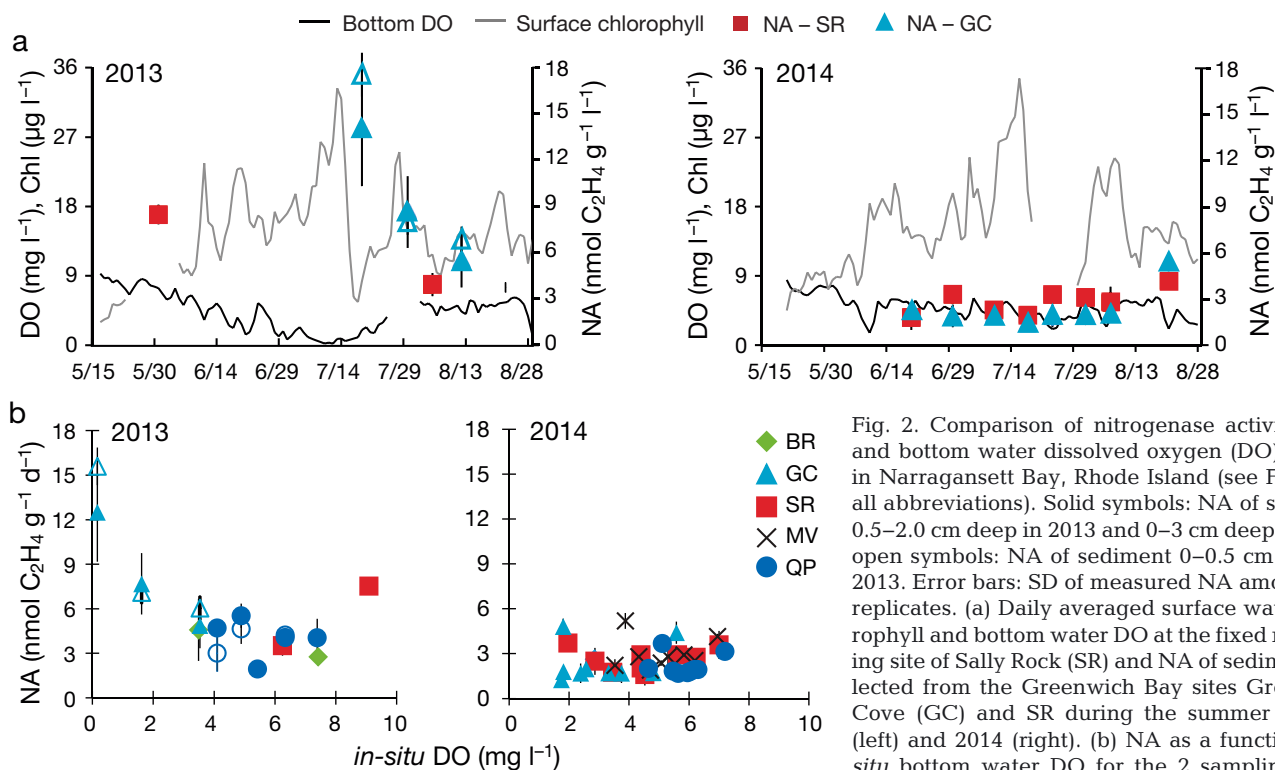 Bottom DO Surface chlorophyll NA – SR NA – GC
a
2013
36
27
18
9
0
DO (mg l⁻¹), Chl (µg l⁻¹)
18
15
12
9
6
3
0
NA (nmol C₂H₄ g⁻¹ l⁻¹)
5/15 5/30 6/14 6/29 7/14 7/29 8/13 8/28
2014
36
27
18
9
0
DO (mg l⁻¹), Chl (µg l⁻¹)
18
15
12
9
6
3
0
NA (nmol C₂H₄ g⁻¹ l⁻¹)
5/15 5/30 6/14 6/29 7/14 7/29 8/13 8/28
b
2013
18
15
12
9
6
3
0
NA (nmol C₂H₄ g⁻¹ d⁻¹)
0 2 4 6 8 10
2014
18
15
12
9
6
3
0
0 2 4 6 8 10
in-situ DO (mg l⁻¹)
BR
GC
SR
MV
QP
Fig. 2. Comparison of nitrogenase activi
and bottom water dissolved oxygen (DO)
in Narragansett Bay, Rhode Island (see F
all abbreviations). Solid symbols: NA of s
0.5–2.0 cm deep in 2013 and 0–3 cm deep
open symbols: NA of sediment 0–0.5 cm
2013. Error bars: SD of measured NA amo
replicates. (a) Daily averaged surface wa
rophyll and bottom water DO at the fixed r
ing site of Sally Rock (SR) and NA of sedim
lected from the Greenwich Bay sites Gre
Cove (GC) and SR during the summer
(left) and 2014 (right). (b) NA as a functi
situ bottom water DO for the 2 sampling